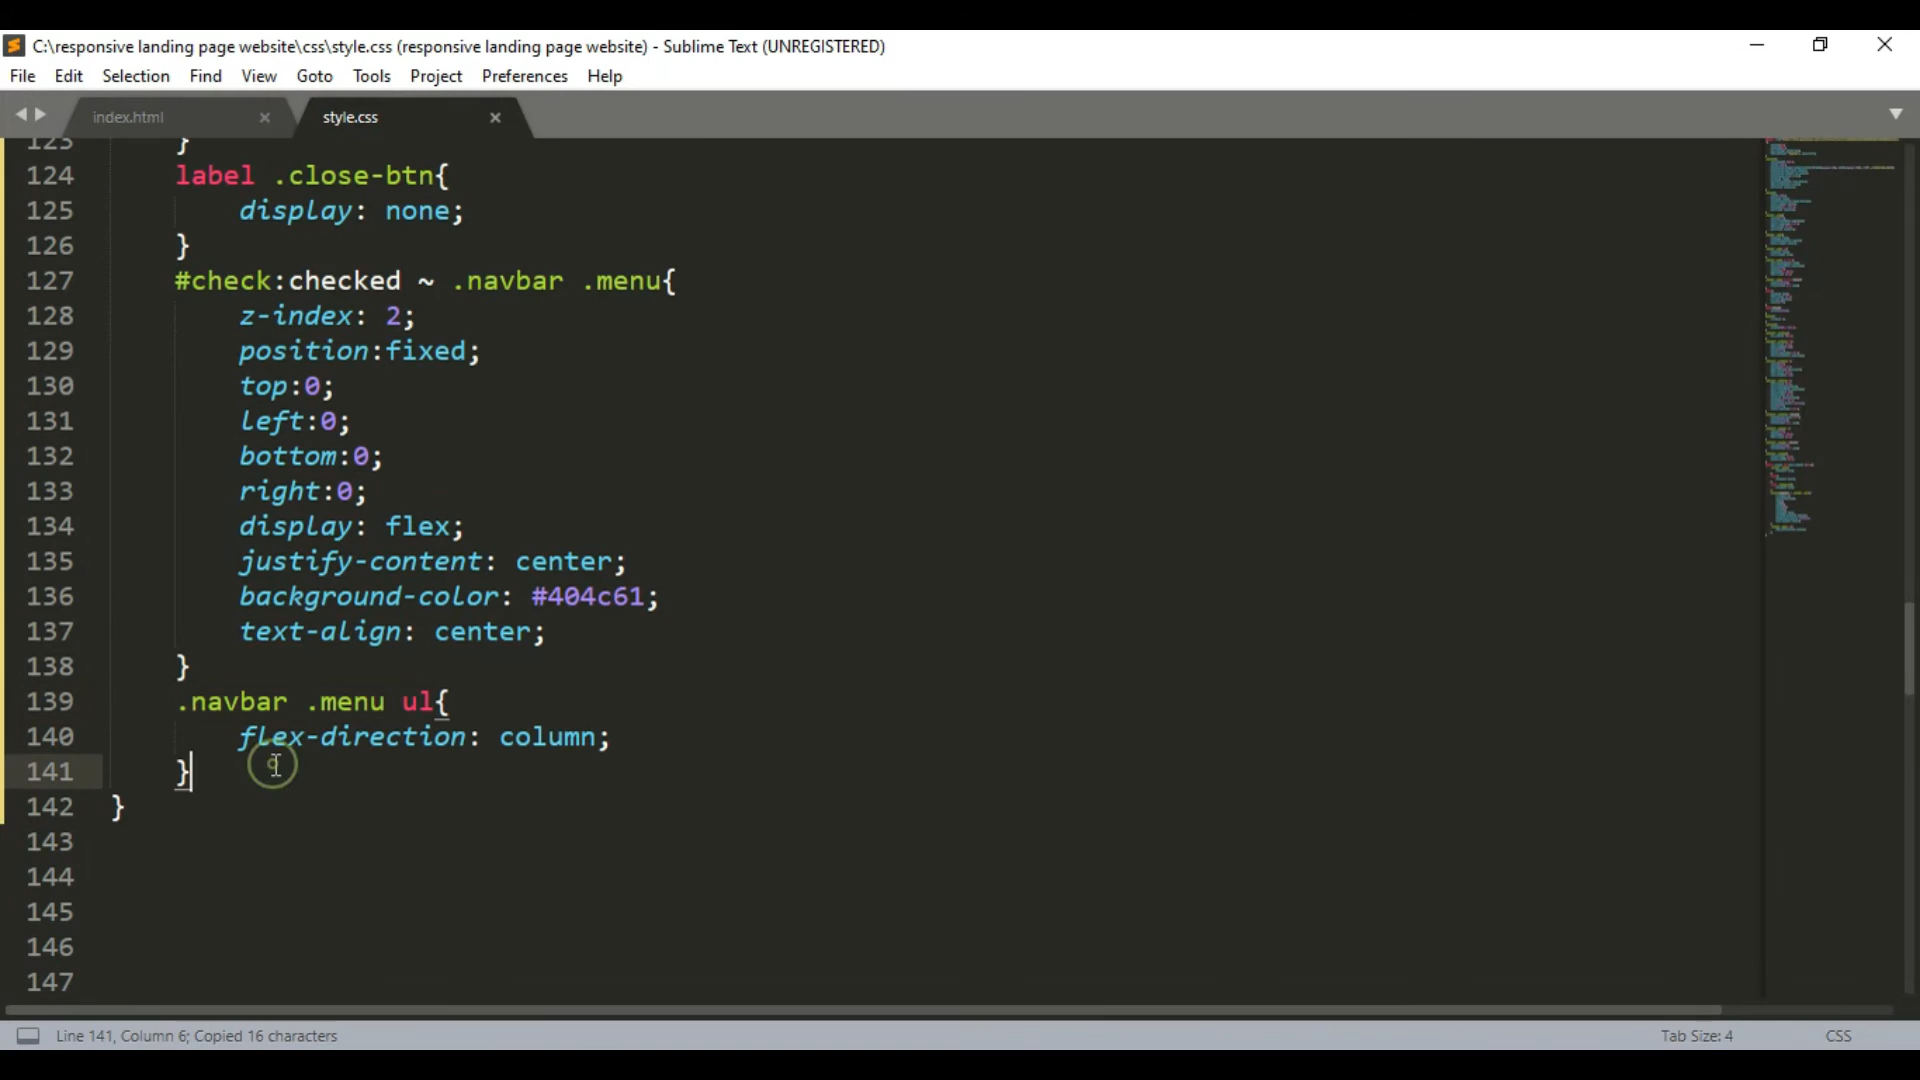 C:\responsive landing page website\css\style.css (responsive landing page website) - Sublime Text (UNREGISTERED)
File Edit Selection Find View Goto Tools Project Preferences Help
index.html style.css
123 }
124 label .close-btn{
125 display: none;
126 }
127 #check:checked ~ .navbar .menu{
128 z-index: 2;
129 position:fixed;
130 top:0;
131 left:0;
132 bottom:0;
133 right:0;
134 display: flex;
135 justify-content: center;
136 background-color: #404c61;
137 text-align: center;
138 }
139 .navbar .menu ul{
140 flex-direction: column;
141 }
142 }
143
144
145
146
147
Line 141, Column 6; Copied 16 characters Tab Size: 4 CSS